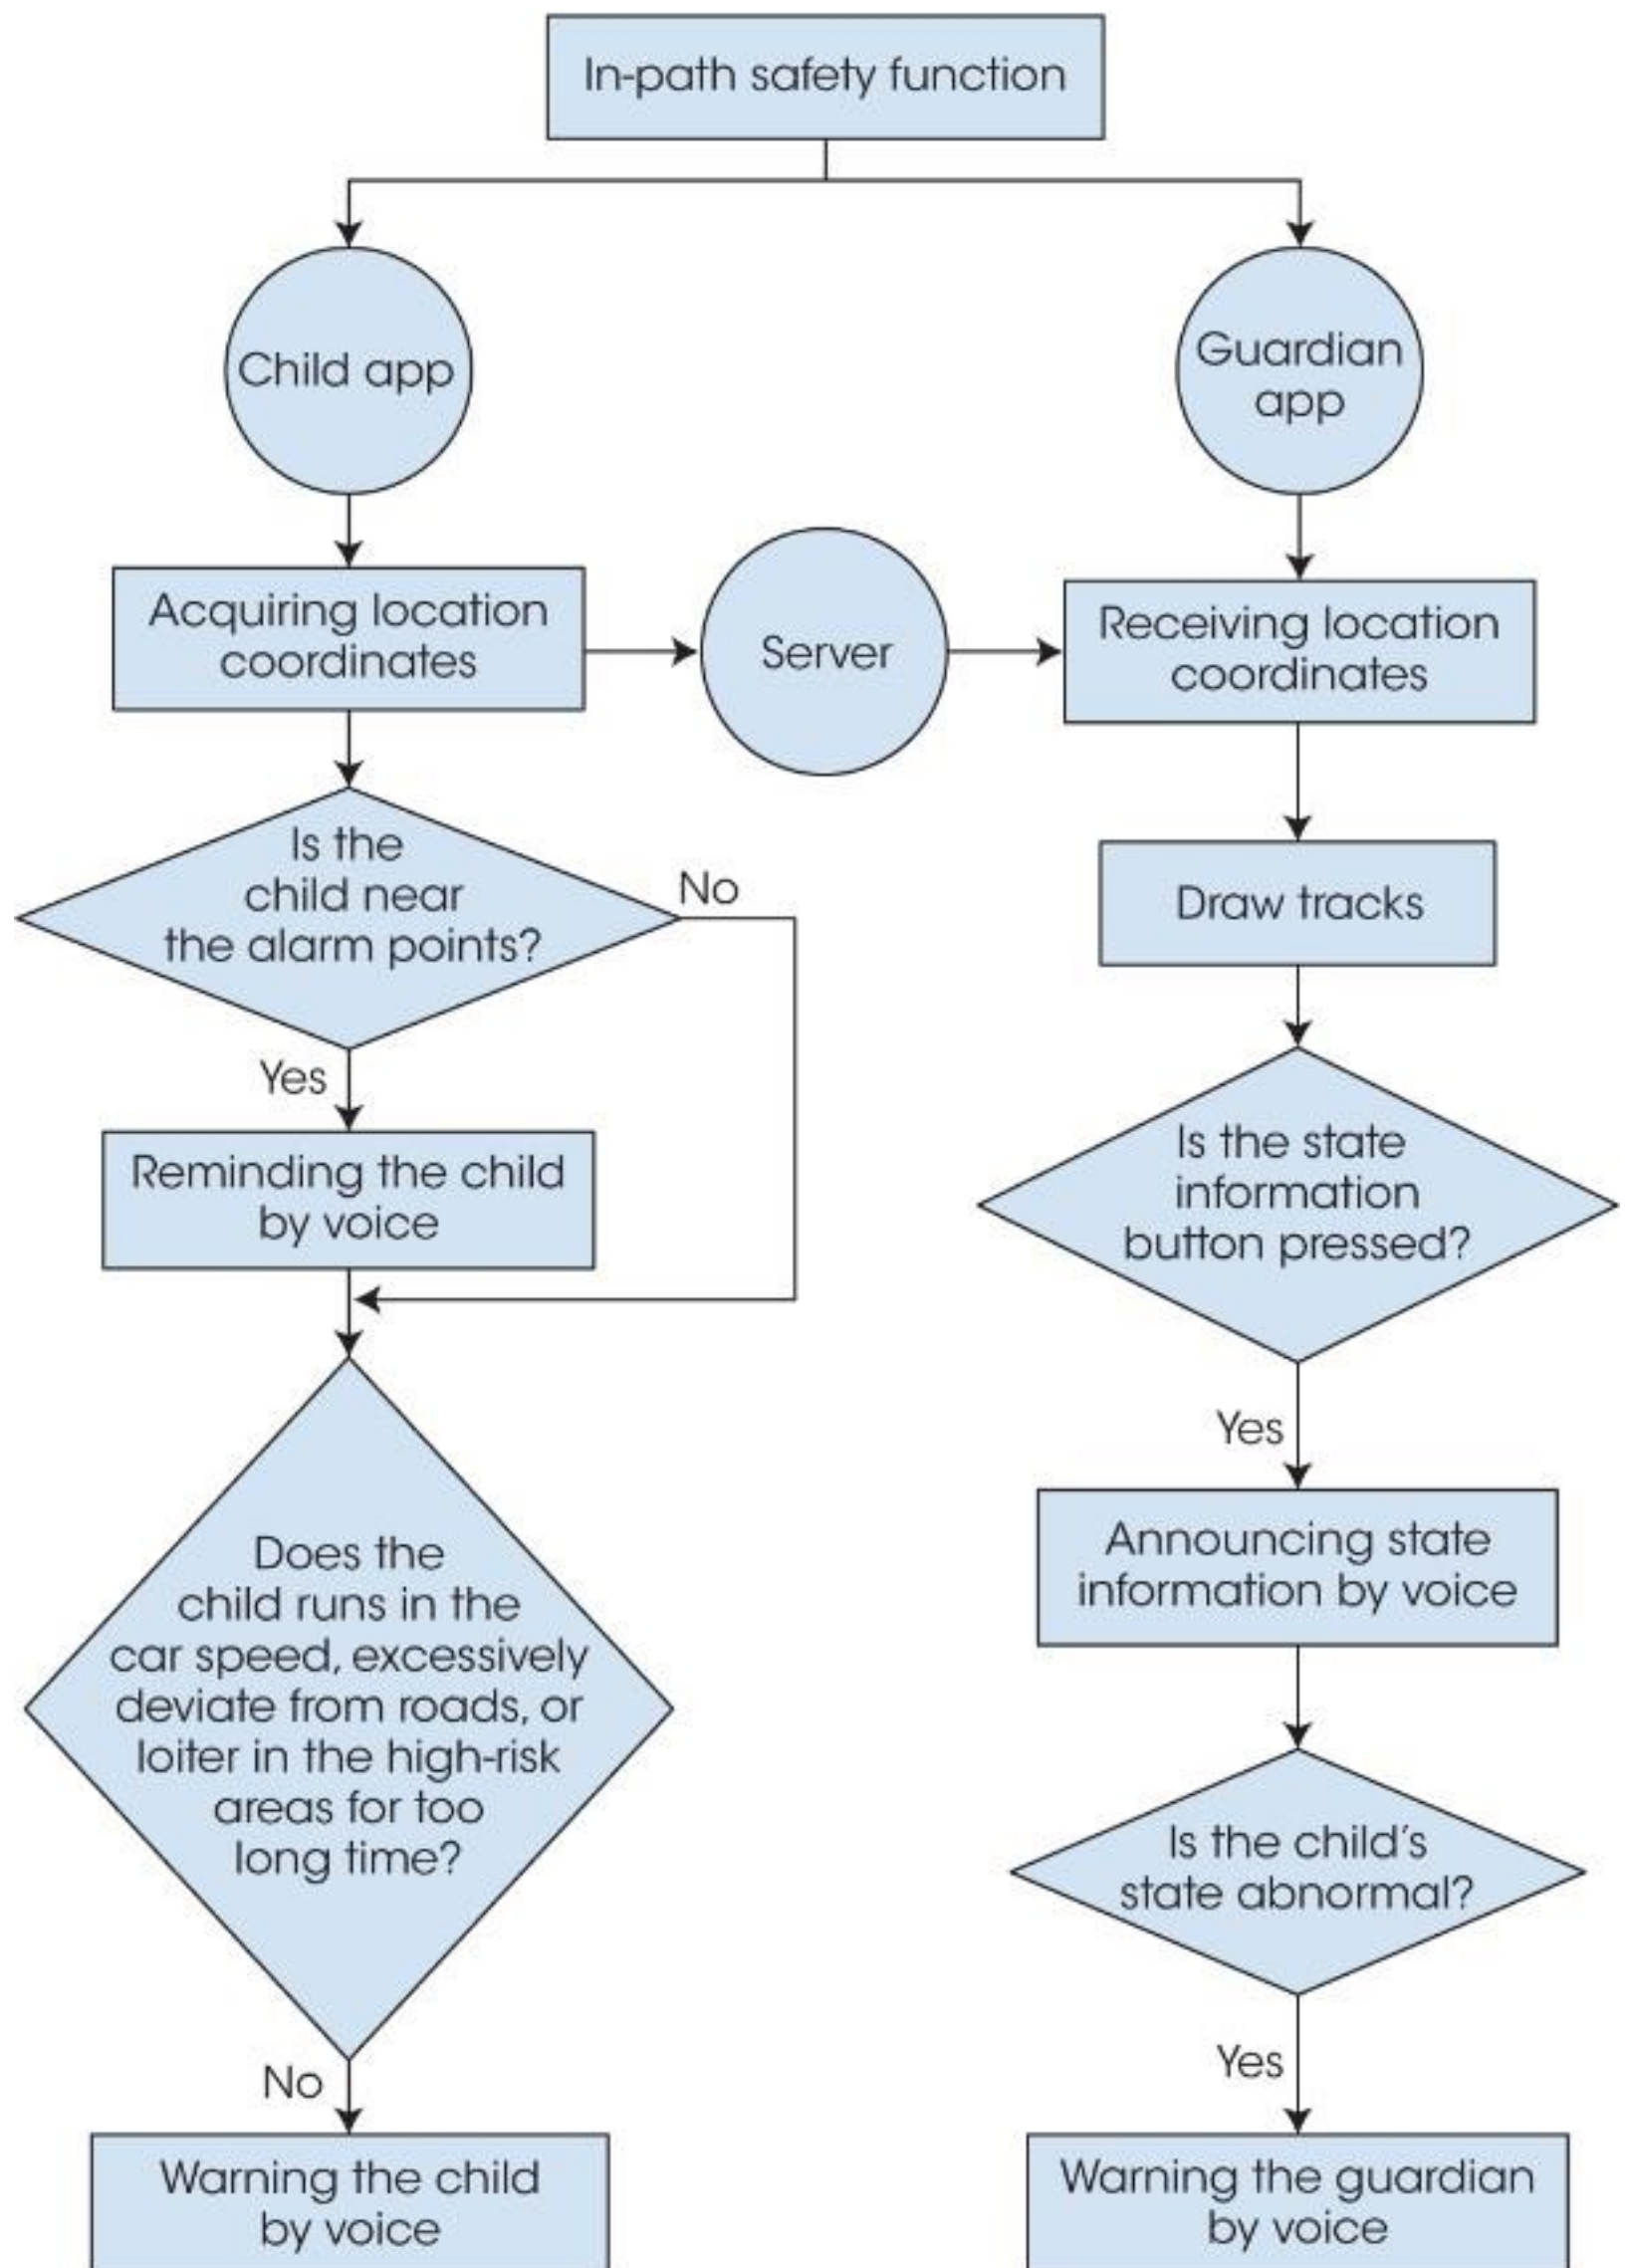 In-path safety function
Child app
Guardian
app
Acquiring location
coordinates
Server
Receiving location
coordinates
Is the
child near
the alarm points?
No
Draw tracks
Yes
Reminding the child
by voice
Is the state
information
button pressed?
Yes
Does the
child runs in the
car speed, excessively
deviate from roads, or
loiter in the high-risk
areas for too
long time?
Announcing state
information by voice
Is the child's
state abnormal?
No
Yes
Warning the child
by voice
Warning the guardian
by voice